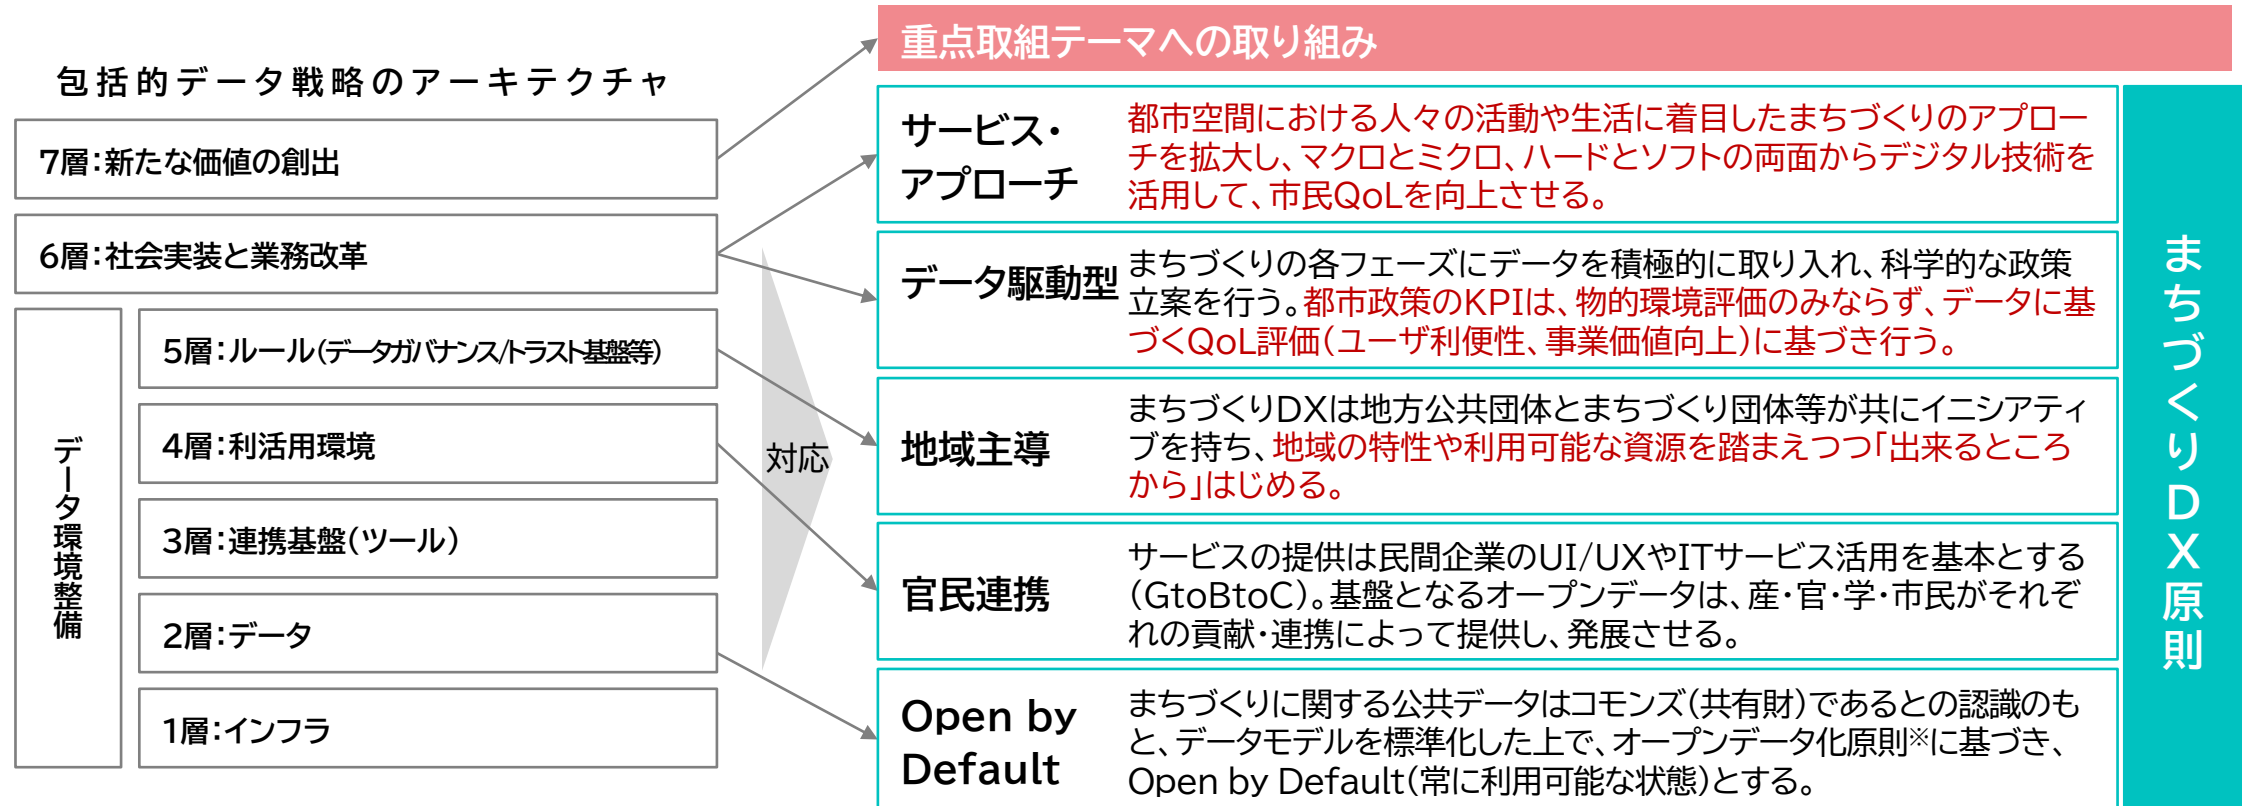 包括的データ戦略のアーキテクチャ
7層：新たな価値の創出
6層：社会実装と業務改革
データ環境整備
5層：ルール（データガバナンス/トラスト基盤等）
4層：利活用環境
3層：連携基盤（ツール）
2層：データ
1層：インフラ
対応
重点取組テーマへの取り組み
サービス・
アプローチ
都市空間における人々の活動や生活に着目したまちづくりのアプロー
チを拡大し、マクロとミクロ、ハードとソフトの両面からデジタル技術を
活用して、市民QoLを向上させる。
データ駆動型
まちづくりの各フェーズにデータを積極的に取り入れ、科学的な政策
立案を行う。都市政策のKPIは、物的環境評価のみならず、データに基
づくQoL評価（ユーザ利便性、事業価値向上）に基づき行う。
地域主導
まちづくりDXは地方公共団体とまちづくり団体等が共にイニシアティ
ブを持ち、地域の特性や利用可能な資源を踏まえつつ「出来るところ
から」はじめる。
官民連携
サービスの提供は民間企業のUI/UXやITサービス活用を基本とする
（GtoBtoC）。基盤となるオープンデータは、産・官・学・市民がそれぞ
れの貢献・連携によって提供し、発展させる。
Open by
Default
まちづくりに関する公共データはコモンズ（共有財）であるとの認識のも
と、データモデルを標準化した上で、オープンデータ化原則※に基づき、
Open by Default（常に利用可能な状態）とする。
まちづくりDX原則